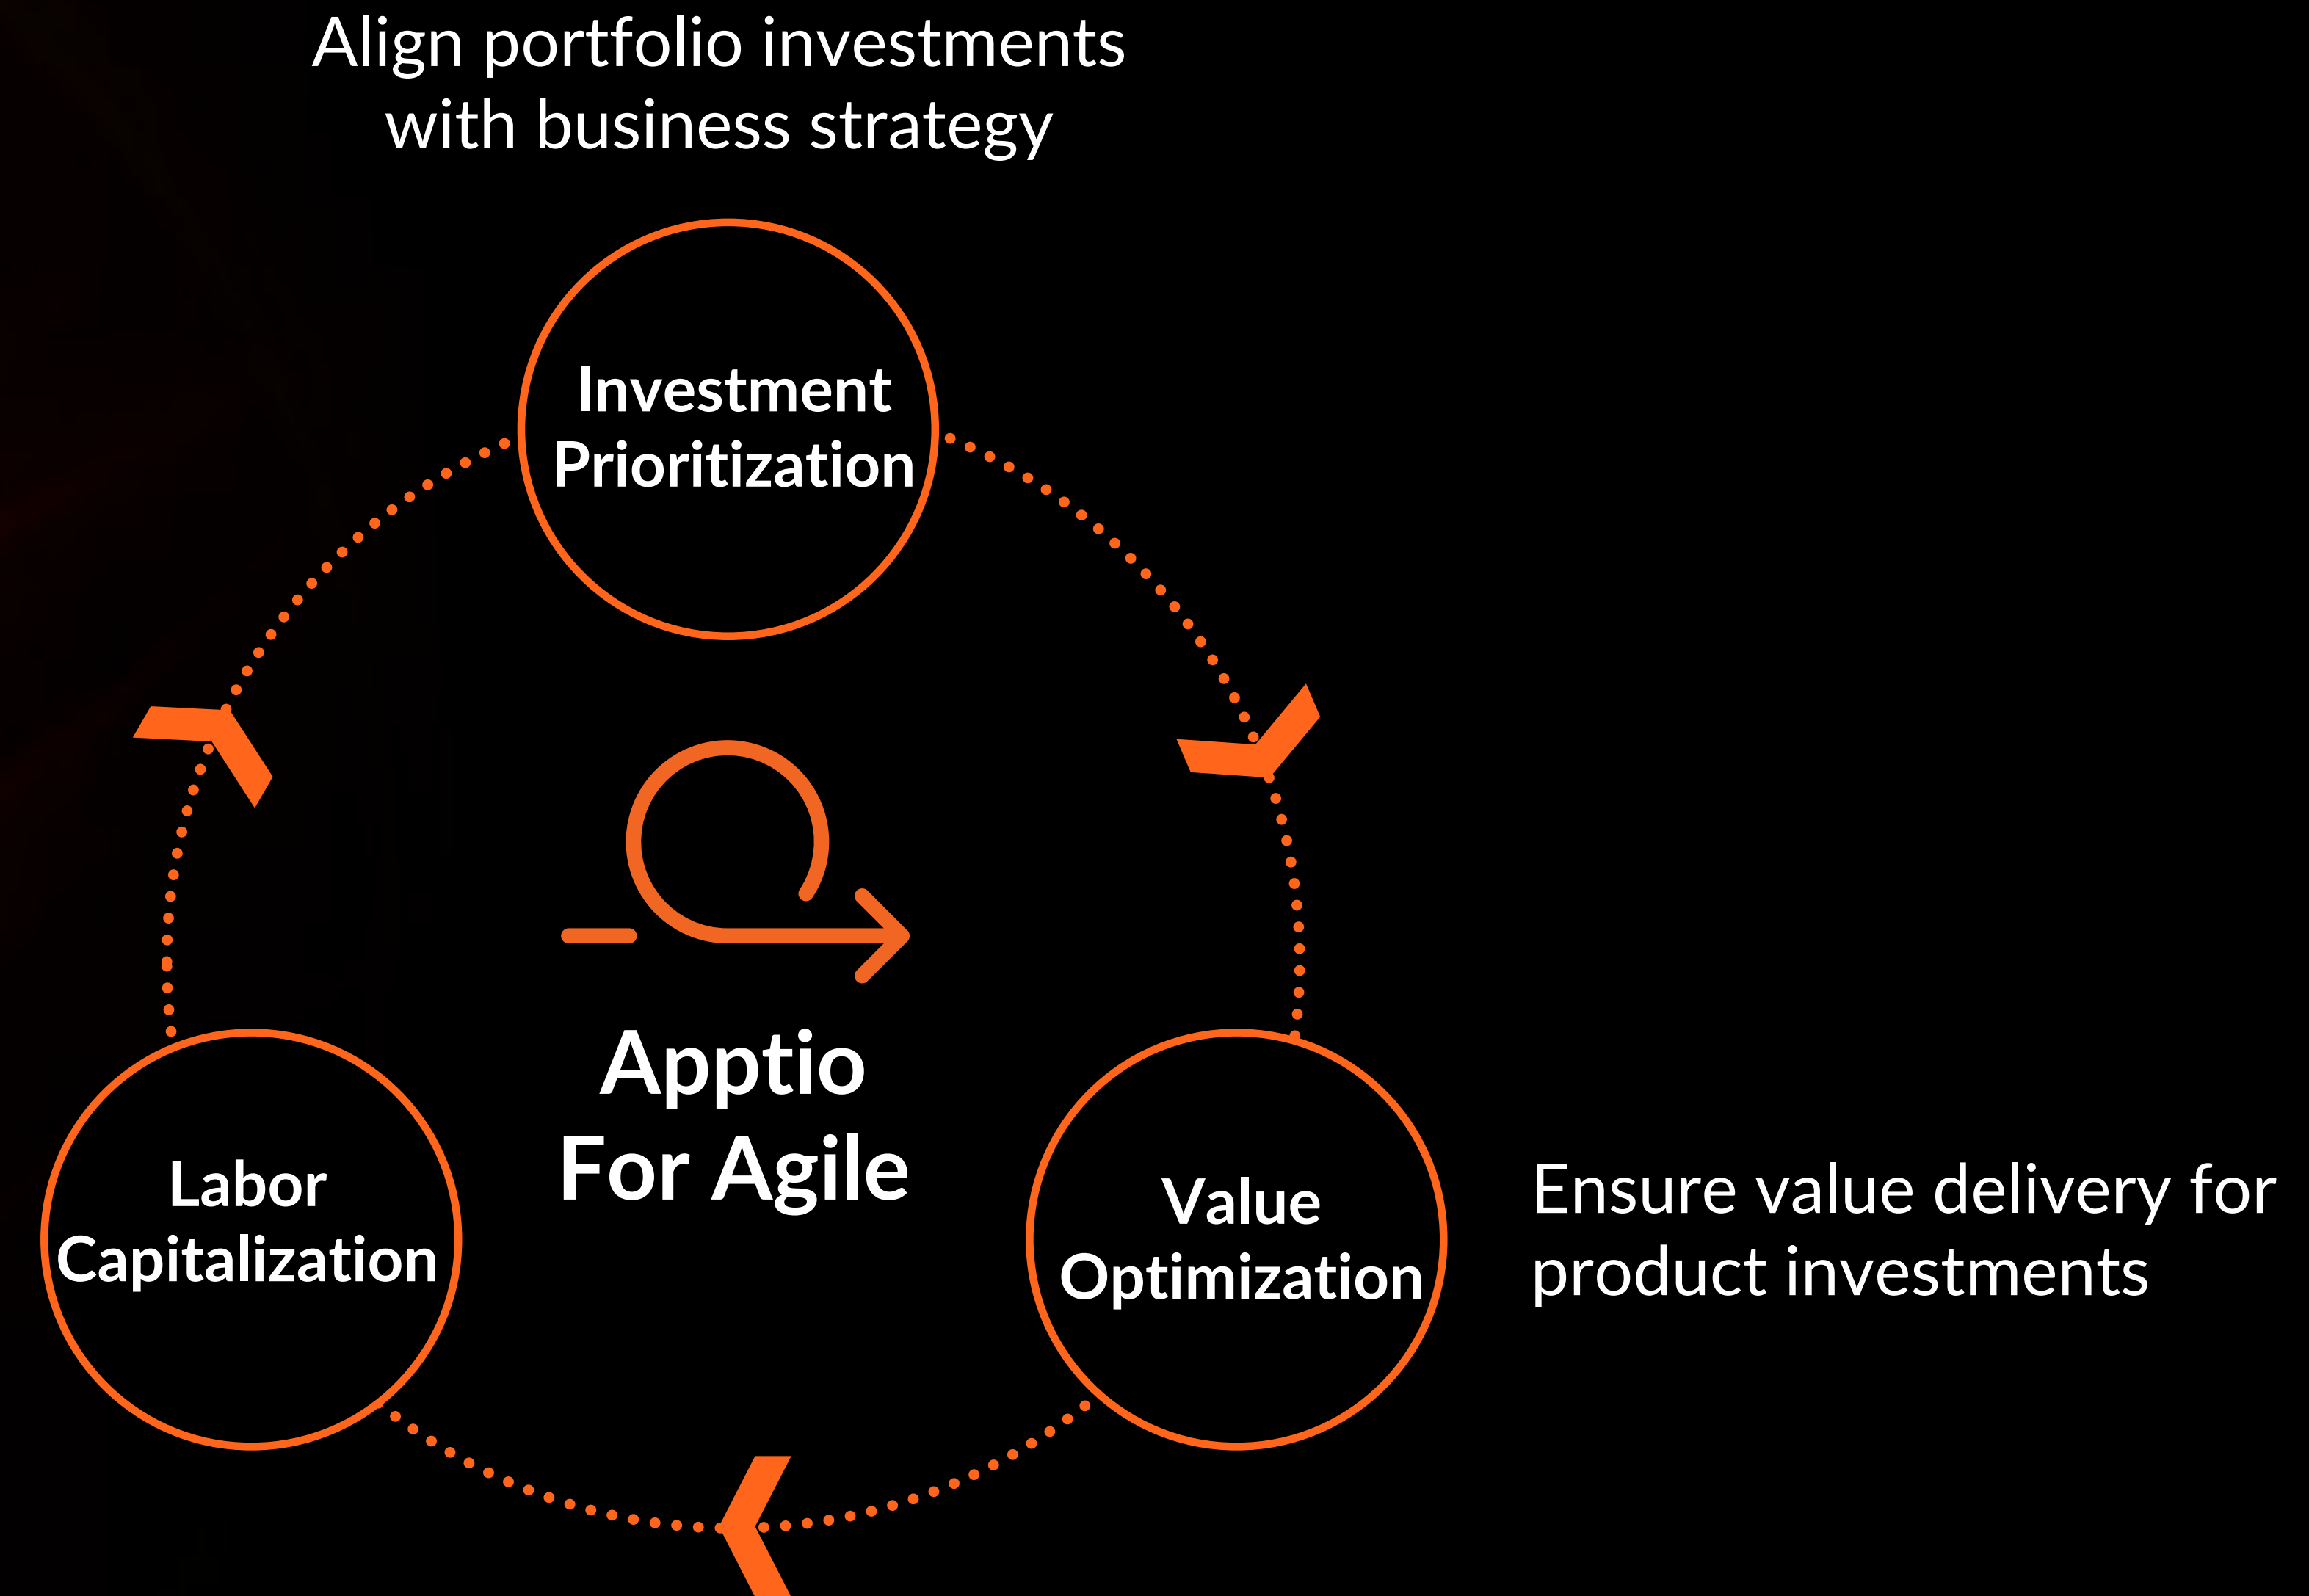 Align portfolio investments
with business strategy
Investment
Prioritization
Apptio
For Agile
Labor
Capitalization
Value
Optimization
Ensure value delivery for
product investments